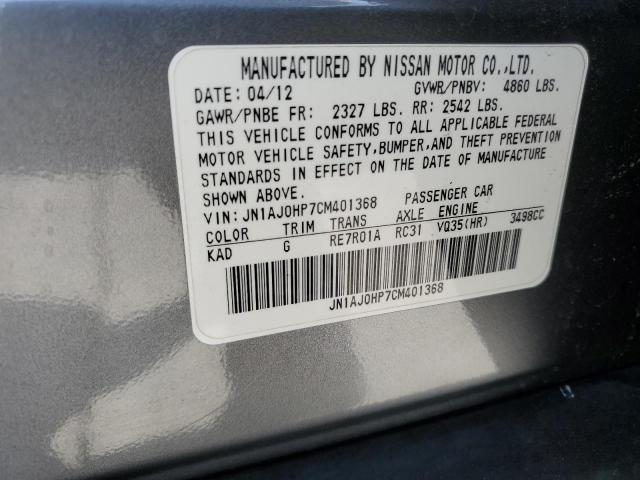 MANUFACTURED BY NISSAN MOTOR CO.,LTD.
DATE: 04/12 GVWR/PNBV: 4860 LBS.
GAWR/PNBE FR: 2327 LBS. RR: 2542 LBS.
THIS VEHICLE CONFORMS TO ALL APPLICABLE FEDERAL
MOTOR VEHICLE SAFETY,BUMPER,AND THEFT PREVENTION
STANDARDS IN EFFECT ON THE DATE OF MANUFACTURE
SHOWN ABOVE.
VIN: JN1AJ0HP7CM401368 PASSENGER CAR
COLOR TRIM TRANS AXLE ENGINE
KAD G RE7R01A RC31 VQ35(HR) 3498CC
JN1AJ0HP7CM401368